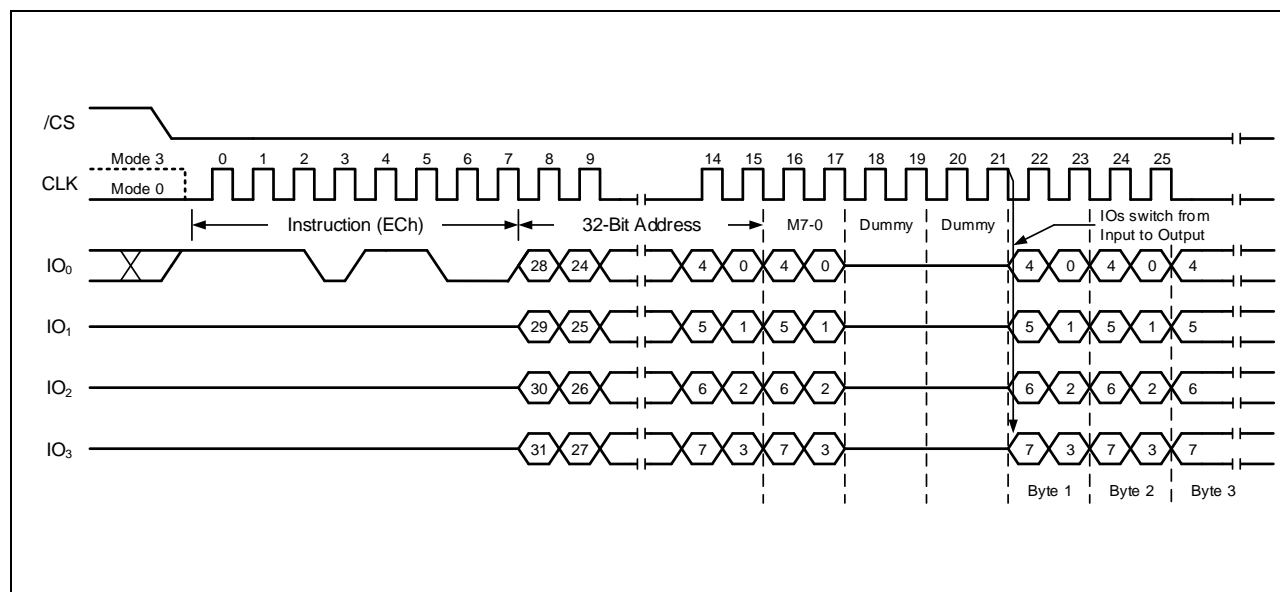 /CS
Mode 3
0 1 2 3 4 5 6 7 8 9 14 15 16 17 18 19 20 21 22 23 24 25
CLK
Mode 0
Instruction (ECh) 32-Bit Address M7-0 Dummy Dummy IOs switch from
Input to Output
IO0 28 24 4 0 4 0 4 0 4 0 4
IO1 29 25 5 1 5 1 5 1 5 1 5
IO2 30 26 6 2 6 2 6 2 6 2 6
IO3 31 27 7 3 7 3 7 3 7 3 7
Byte 1 Byte 2 Byte 3